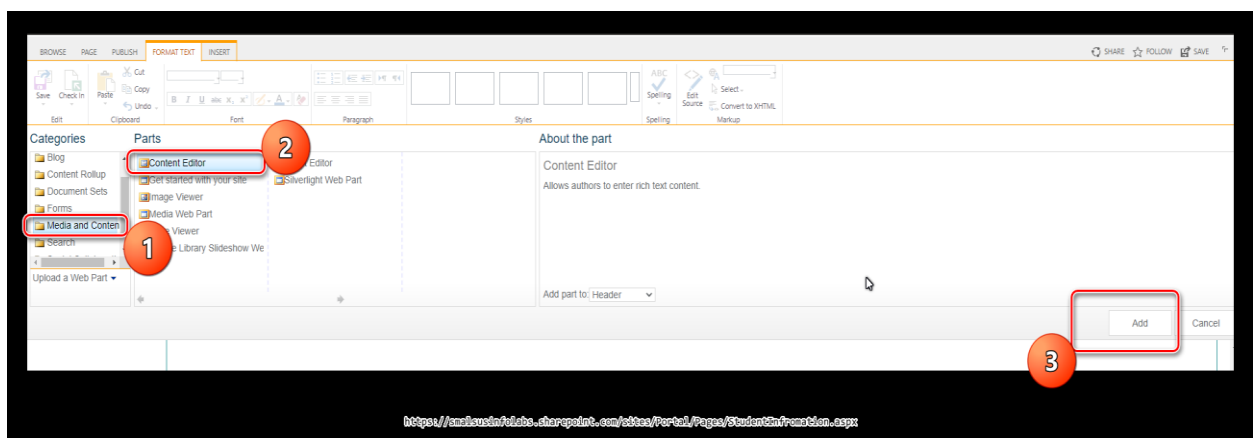 BROWSE PAGE PUBLISH FORMAT TEXT INSERT SHARE FOLLOW SAVE
Save Check In Paste Cut Copy Undo
B I U abc x, x² A
ABC Spelling Edit Source Select Convert to XHTML
Edit Clipboard Font Paragraph Styles Spelling Markup
Categories Parts About the part
Blog
Content Rollup
Document Sets
Forms
Media and Conten
Search
Upload a Web Part
Content Editor
Get started with your site
Image Viewer
Media Web Part
Viewer
Library Slideshow We
Editor
Silverlight Web Part
Content Editor
Allows authors to enter rich text content.
Add part to: Header
Add Cancel
1
2
3
https://smalsusinfolabs.sharepoint.com/sites/Portal/Pages/StudentInfromation.aspx